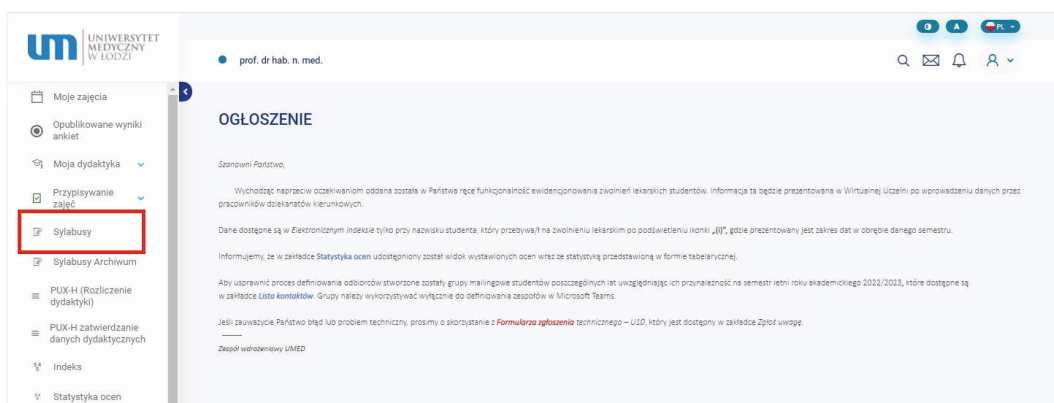 UNIWERSYTET
MEDYCZNY
W ŁODZI
A
PL
prof. dr hab. n. med.
Moje zajęcia
Opublikowane wyniki
ankiet
Moja dydaktyka
Przypisywanie
zajęć
Sylabusy
Sylabusy Archiwum
PUX-H (Rozliczenie
dydaktyki)
PUX-H zatwierdzanie
danych dydaktycznych
Indeks
Statystyka ocen
OGŁOSZENIE
Szanowni Państwo,
Wychodząc naprzeciw oczekiwaniom oddana została w Państwa ręce funkcjonalność ewidencjonowania zwolnień lekarskich studentów. Informacja ta będzie prezentowana w Wirtualnej Uczelni po wprowadzeniu danych przez
pracowników dziekanatów kierunkowych.
Dane dostępne są w Elektronicznym Indeksie tylko przy nazwisku studenta, który przebywa/ł na zwolnieniu lekarskim po podświetleniu ikonki „(i)", gdzie prezentowany jest zakres dat w obrębie danego semestru.
Informujemy, że w zakładce Statystyka ocen udostępniony został widok wystawionych ocen wraz ze statystyką przedstawioną w formie tabelarycznej.
Aby usprawnić proces definiowania odbiorców stworzone zostały grupy mailingowe studentów poszczególnych lat uwzględniając ich przynależność na semestr letni roku akademickiego 2022/2023, które dostępne są
w zakładce Lista kontaktów. Grupy należy wykorzystywać wyłącznie do definiowania zespołów w Microsoft Teams.
Jeśli zauważycie Państwo błąd lub problem techniczny, prosimy o skorzystanie z Formularza zgłoszenia technicznego – U10, który jest dostępny w zakładce Zgłoś uwagę.
Zespół wdrożeniowy UMED